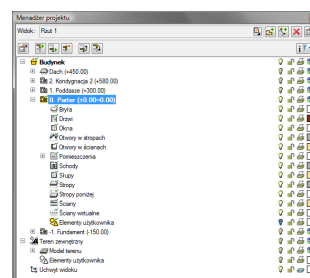 Menadżer projektu
Widok: Raut 1
Budynek
Dach (+450.00)
2. Kondygnacja 2 (+580.00)
1. Poddasze (+300.00)
0. Parter (±0.00=0.00)
Bryła
Drzwi
Okna
Otwory w stropach
Otwory w ścianach
Pomieszczenia
Schody
Słupy
Stropy
Stropy poniżej
Ściany
Ściany wirtualne
Elementy użytkownika
-1. Fundament (-150.00)
Teren zewnętrzny
Model terenu
Elementy użytkownika
Uchwyt widoku